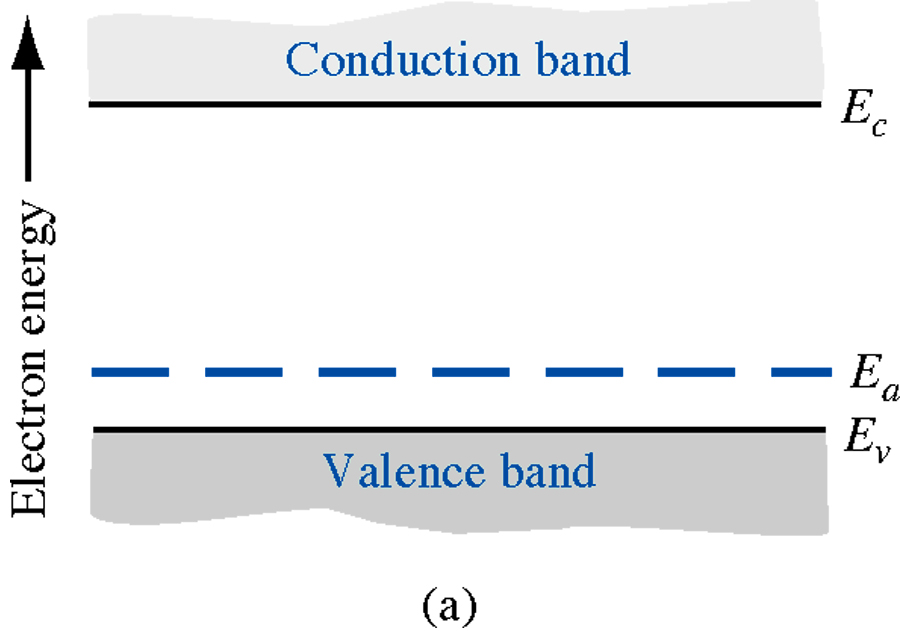 Conduction band
E_c
Electron energy
E_a
E_v
Valence band
(a)